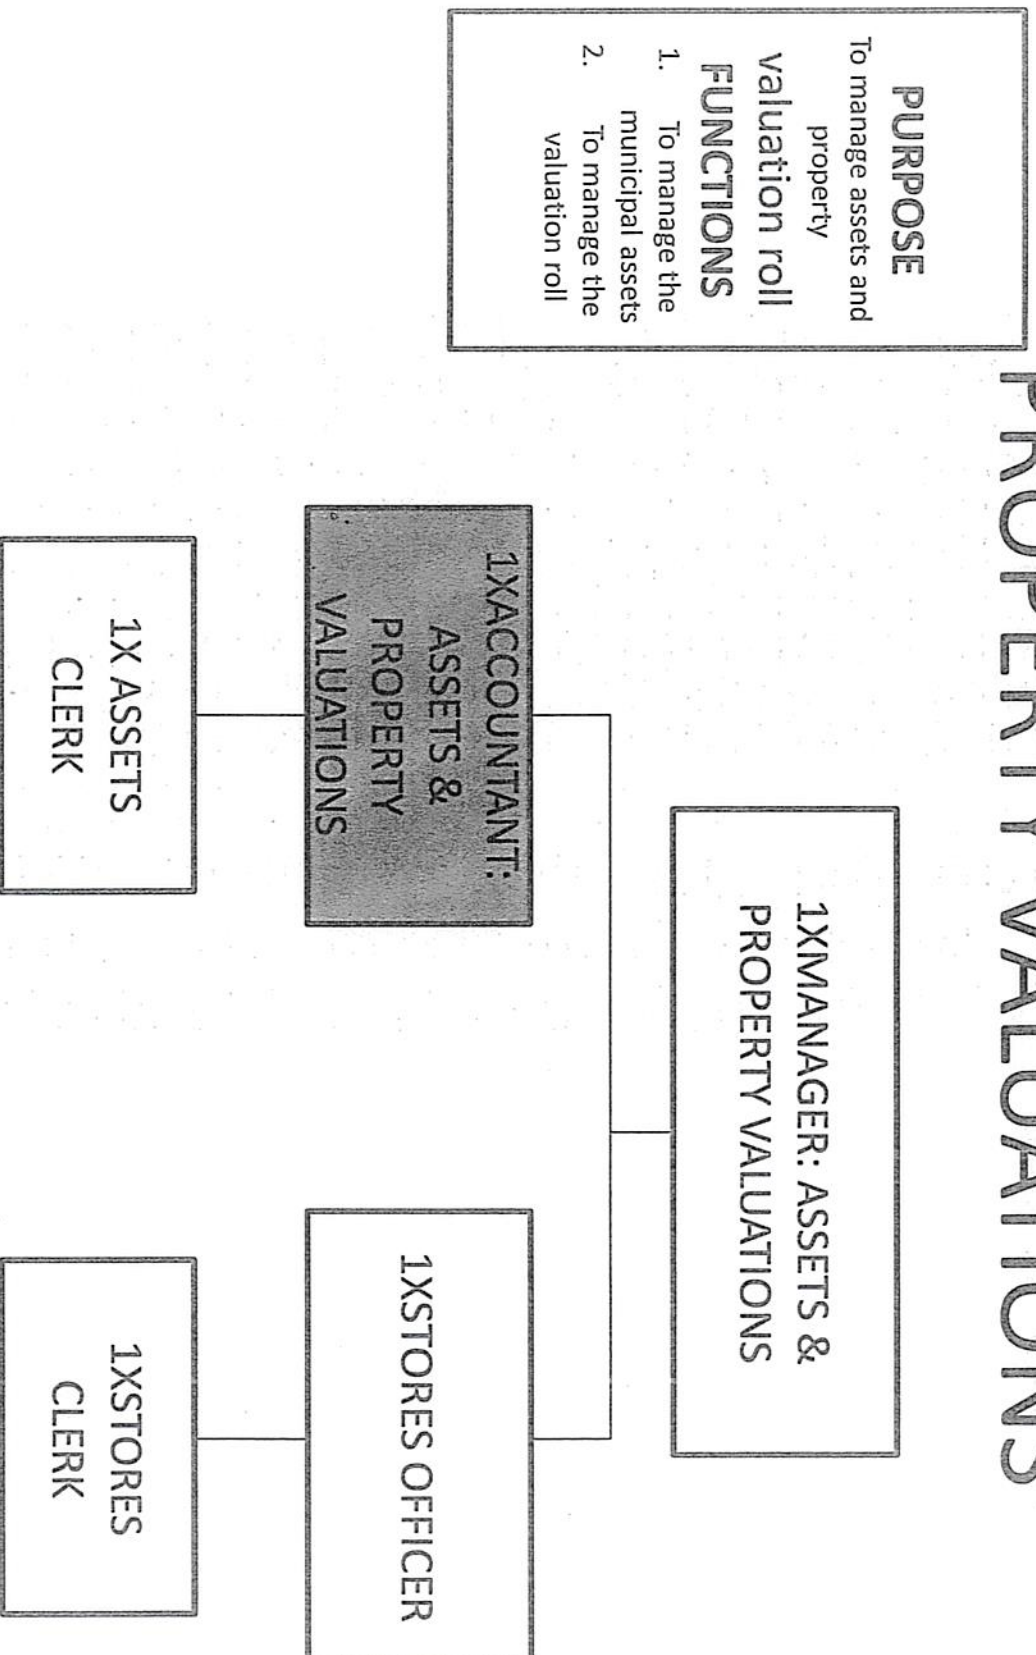 PROPERTY VALUATIONS
PURPOSE
To manage assets and
property
valuation roll
FUNCTIONS
1. To manage the
municipal assets
2. To manage the
valuation roll
1XMANAGER: ASSETS &
PROPERTY VALUATIONS
1XACCOUNTANT:
ASSETS &
PROPERTY
VALUATIONS
1XSTORES OFFICER
1X ASSETS
CLERK
1XSTORES
CLERK